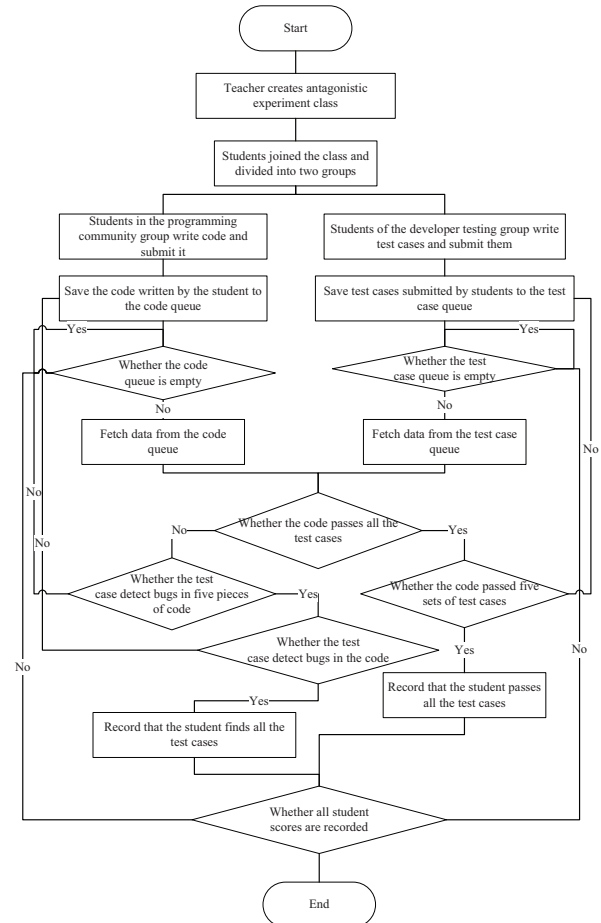 Start
Teacher creates antagonistic
experiment class
Students joined the class and
divided into two groups
Students in the programming
community group write code and
submit it
Students of the developer testing group write
test cases and submit them
Save the code written by the student to
the code queue
Save test cases submitted by students to the test
case queue
Yes
Yes
Whether the code
queue is empty
Whether the test
case queue is empty
No
No
Fetch data from the code
queue
Fetch data from the test case
queue
No
No
Whether the code passes all the
test cases
No
Yes
No
Whether the test
case detect bugs in five pieces
of code
Yes
Whether the code passed five
sets of test cases
Whether the test
case detect bugs in the code
Yes
No
No
Yes
Record that the student passes
all the test cases
Record that the student finds all the
test cases
Whether all student
scores are recorded
End